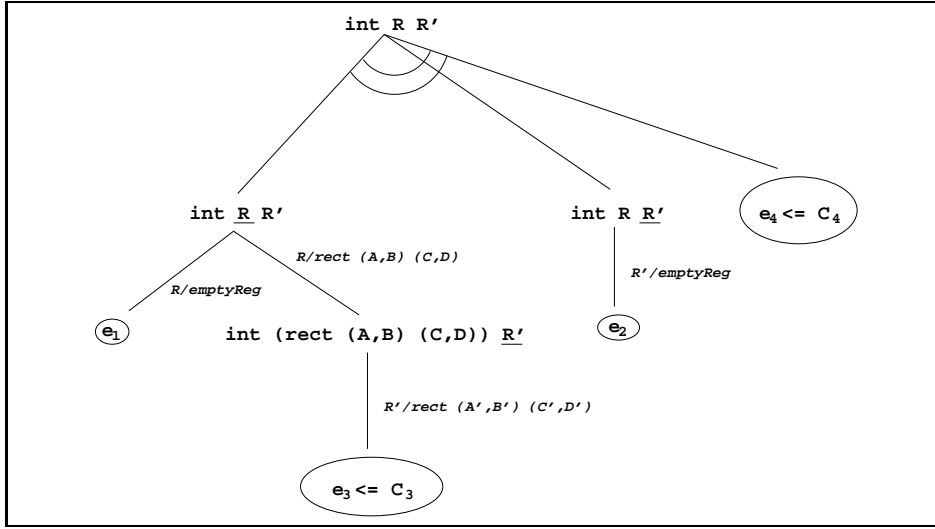 int R R'
int R R'
int R R'
e4 <= C4
R/rect (A,B) (C,D)
R/emptyReg
R'/emptyReg
e1
int (rect (A,B) (C,D)) R'
e2
R'/rect (A',B') (C',D')
e3 <= C3